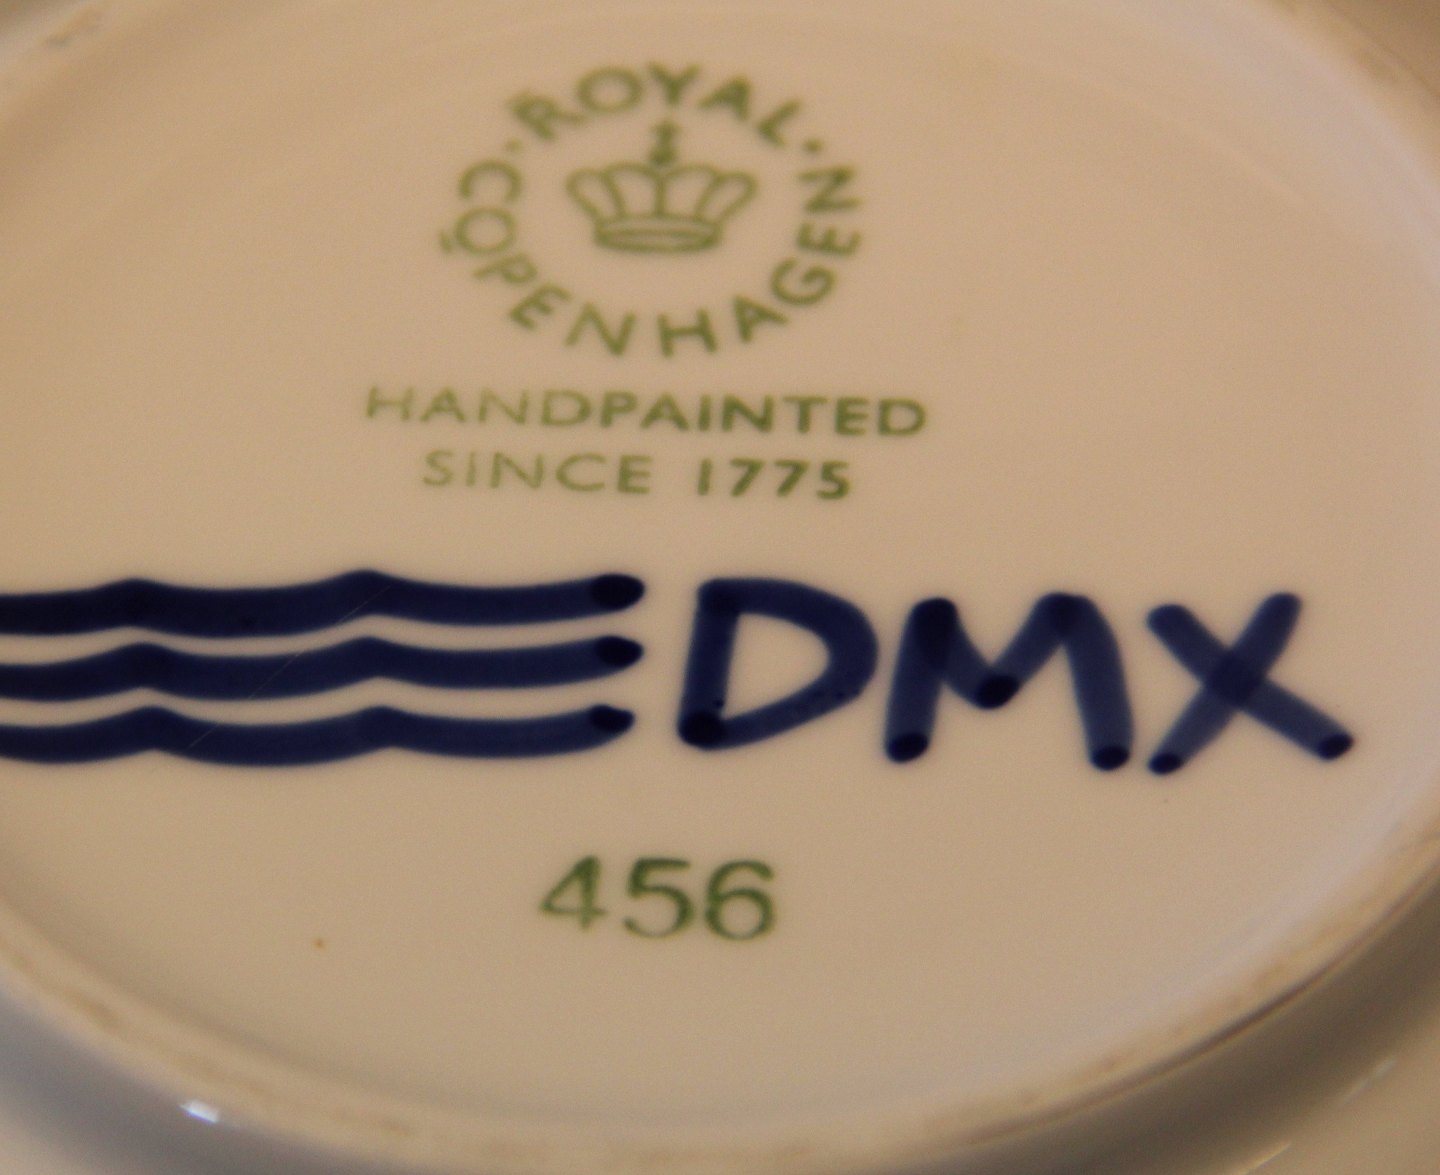 ROYAL
COPENHAGEN
HANDPAINTED
SINCE 1775
DMX
456